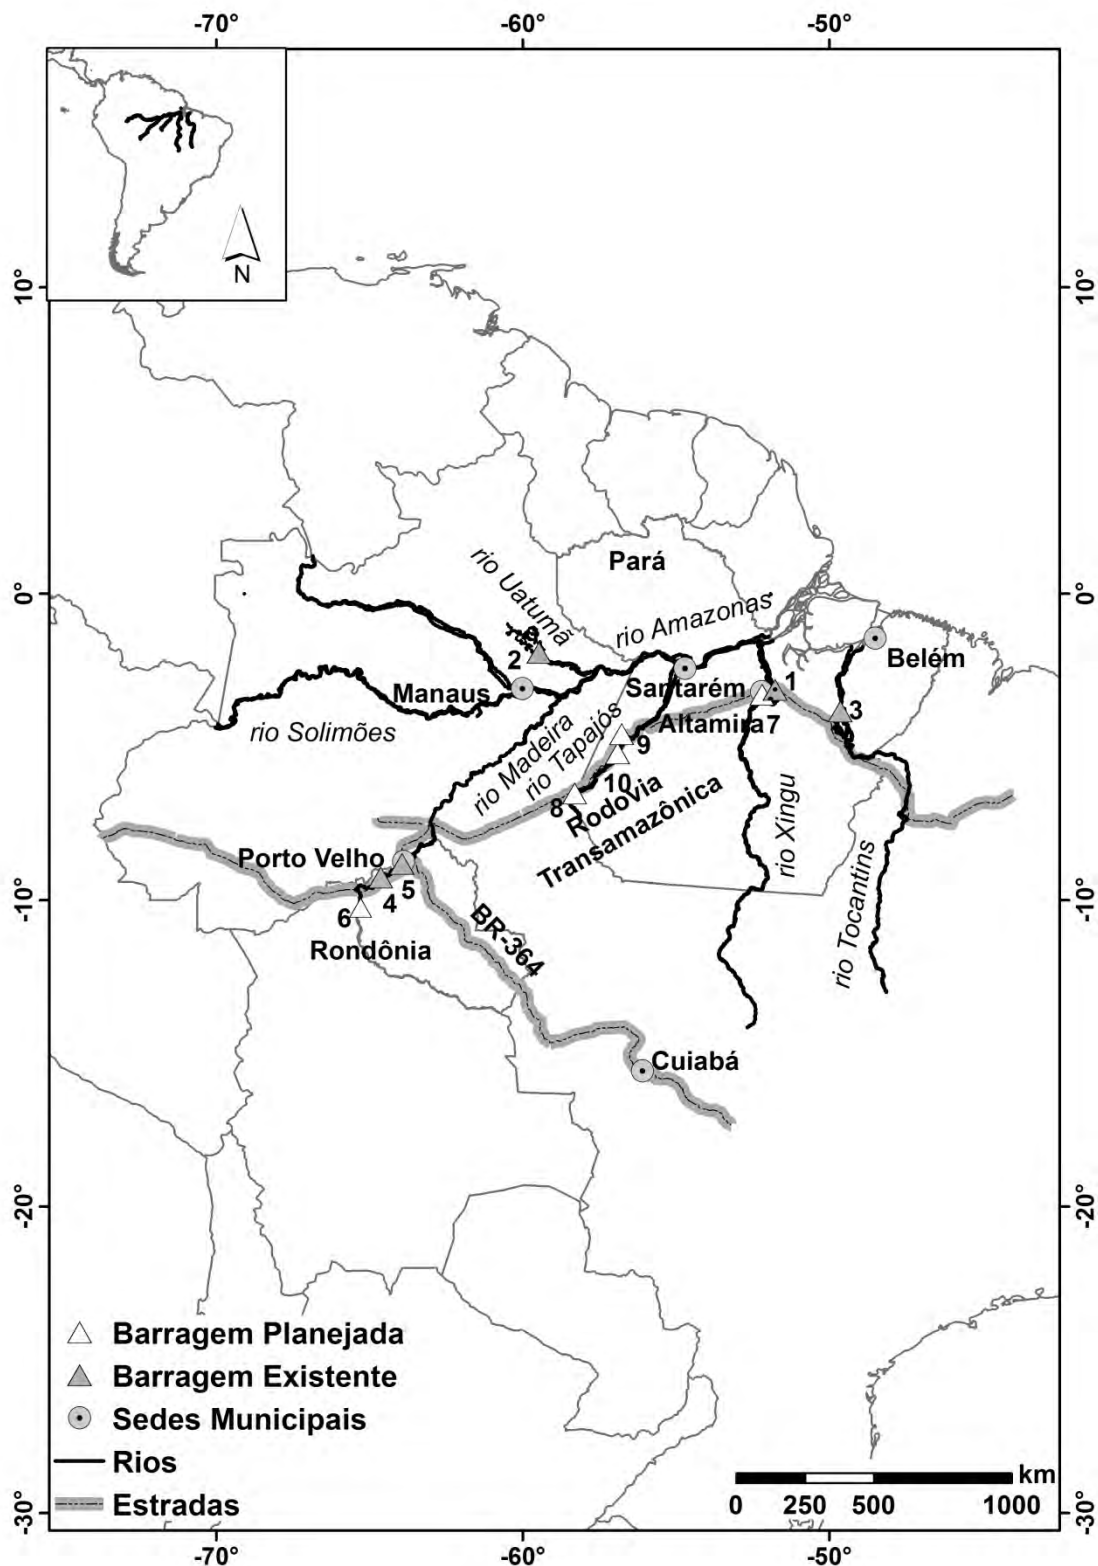 -70°
-60°
-50°
N
10°
10°
Pará
0°
0°
rio Uatumã
rio Amazonas
2
Belém
Manaus
Santarém
1
Altamira
7
3
rio Solimões
rio Madeira
rio Tapajós
9
10
8
Rodovia
Transamazônica
rio Xingu
rio Tocantins
Porto Velho
5
4
6
-10°
-10°
Rondônia
BR-364
Cuiabá
-20°
-20°
Barragem Planejada
Barragem Existente
Sedes Municipais
Rios
Estradas
km
0 250 500 1000
-30°
-30°
-70°
-60°
-50°